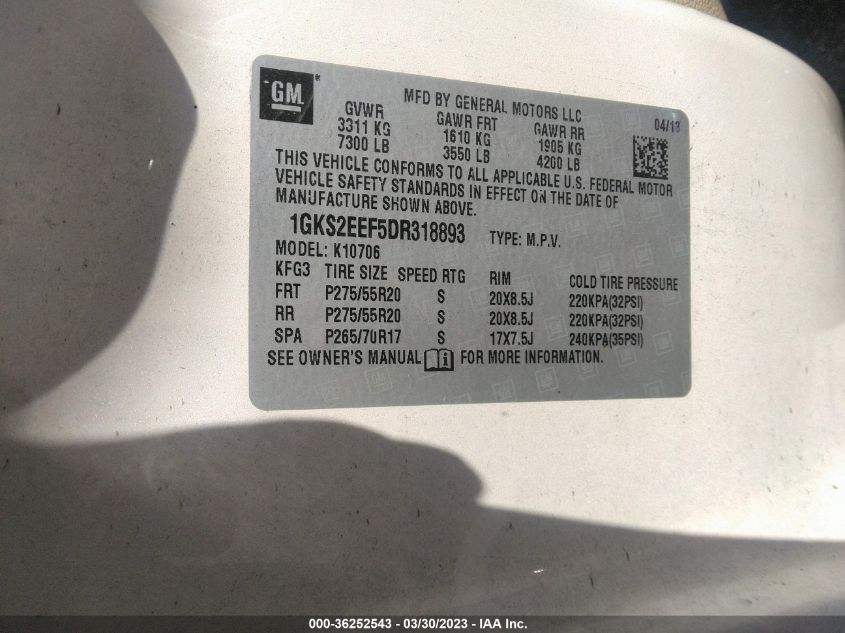 GM
MFD BY GENERAL MOTORS LLC
04/13
GVWR GAWR FRT GAWR RR
3311 KG 1610 KG 1905 KG
7300 LB 3550 LB 4200 LB
THIS VEHICLE CONFORMS TO ALL APPLICABLE U.S. FEDERAL MOTOR
VEHICLE SAFETY STANDARDS IN EFFECT ON THE DATE OF
MANUFACTURE SHOWN ABOVE.
1GKS2EEF5DR318893 TYPE: M.P.V.
MODEL: K10706
KFG3 TIRE SIZE SPEED RTG RIM COLD TIRE PRESSURE
FRT P275/55R20 S 20X8.5J 220KPA(32PSI)
RR P275/55R20 S 20X8.5J 220KPA(32PSI)
SPA P265/70R17 S 17X7.5J 240KPA(35PSI)
SEE OWNER'S MANUAL FOR MORE INFORMATION.
000-36252543 - 03/30/2023 - IAA Inc.